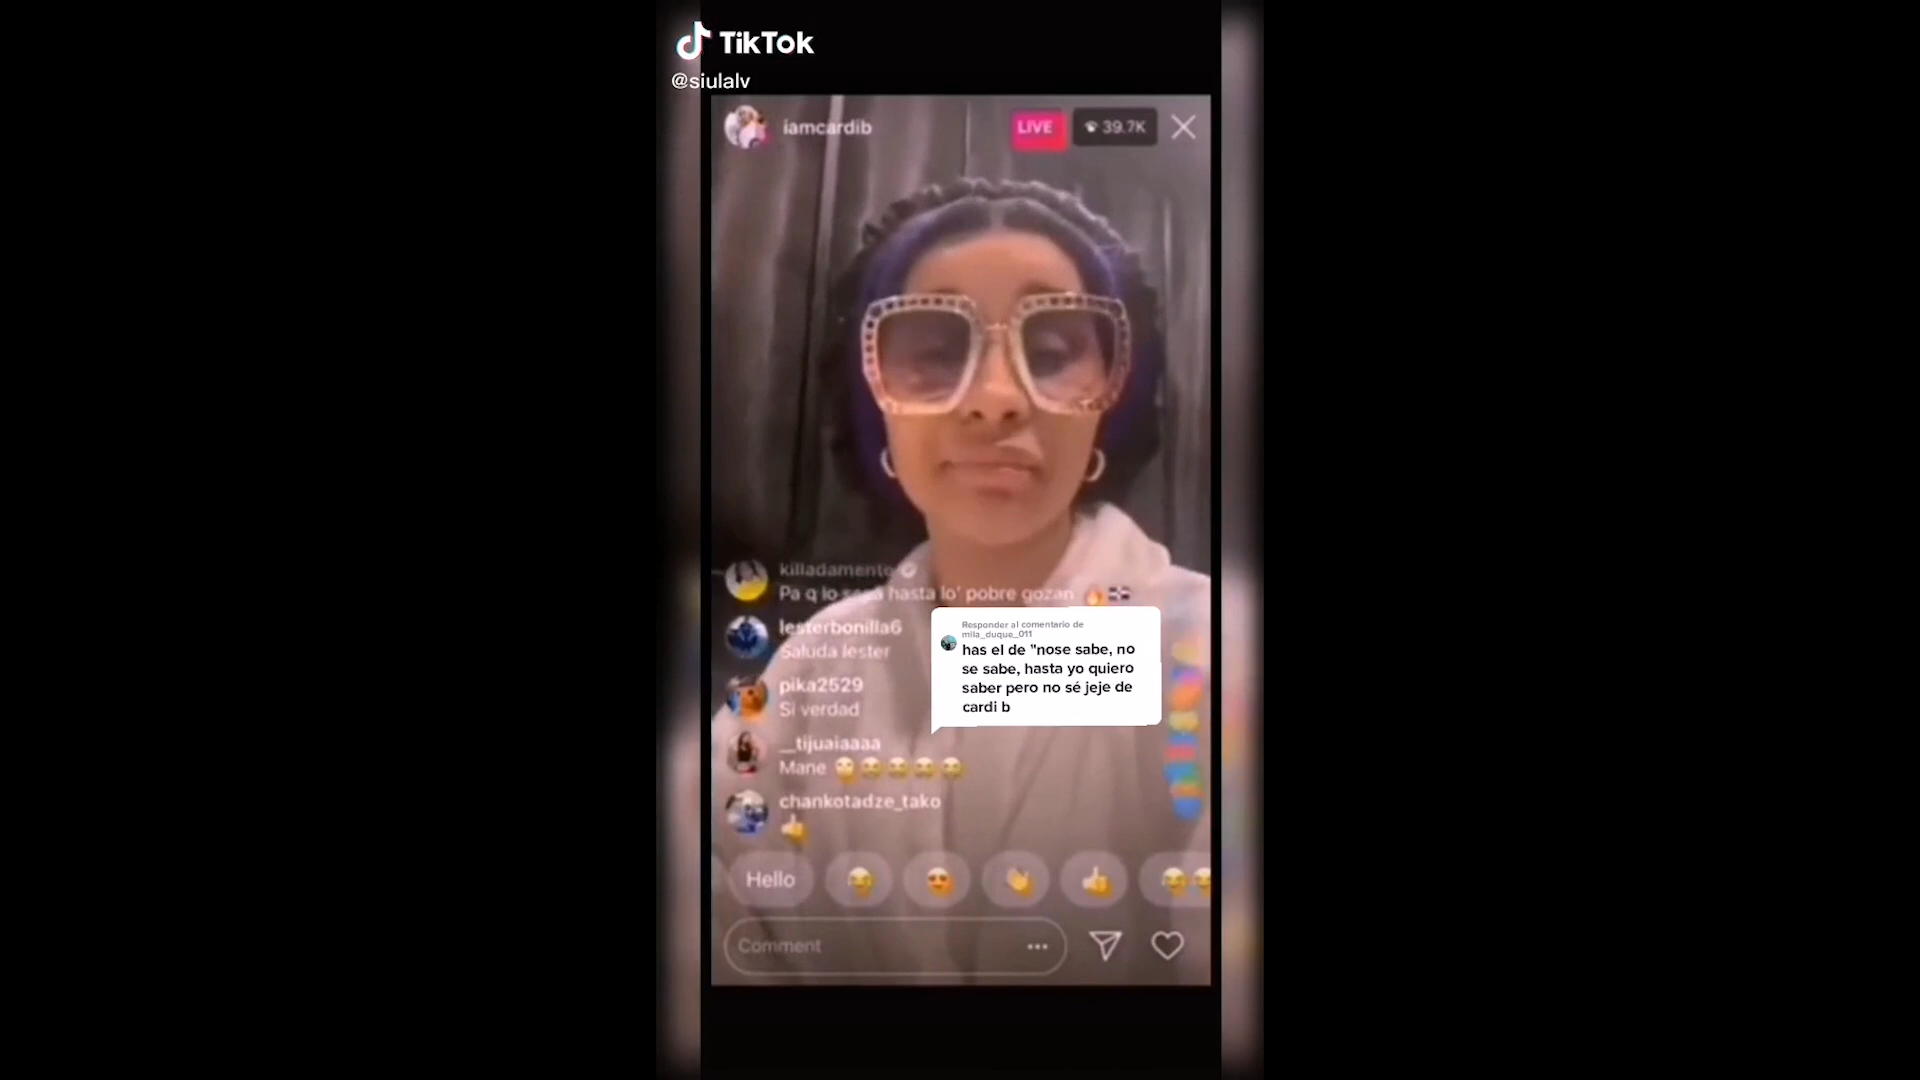 TikTok
@siulalv
iamcardib
LIVE
39.7K
killadamente
Pa q lo sepa hasta lo' pobre gozan
lesterbonilla6
Saluda lester
pika2529
Si verdad
__tijuaiaaaa
Mane
chankotadze_tako
Responder al comentario de
mila_duque_011
has el de "nose sabe, no
se sabe, hasta yo quiero
saber pero no sé jeje de
cardi b
Hello
Comment